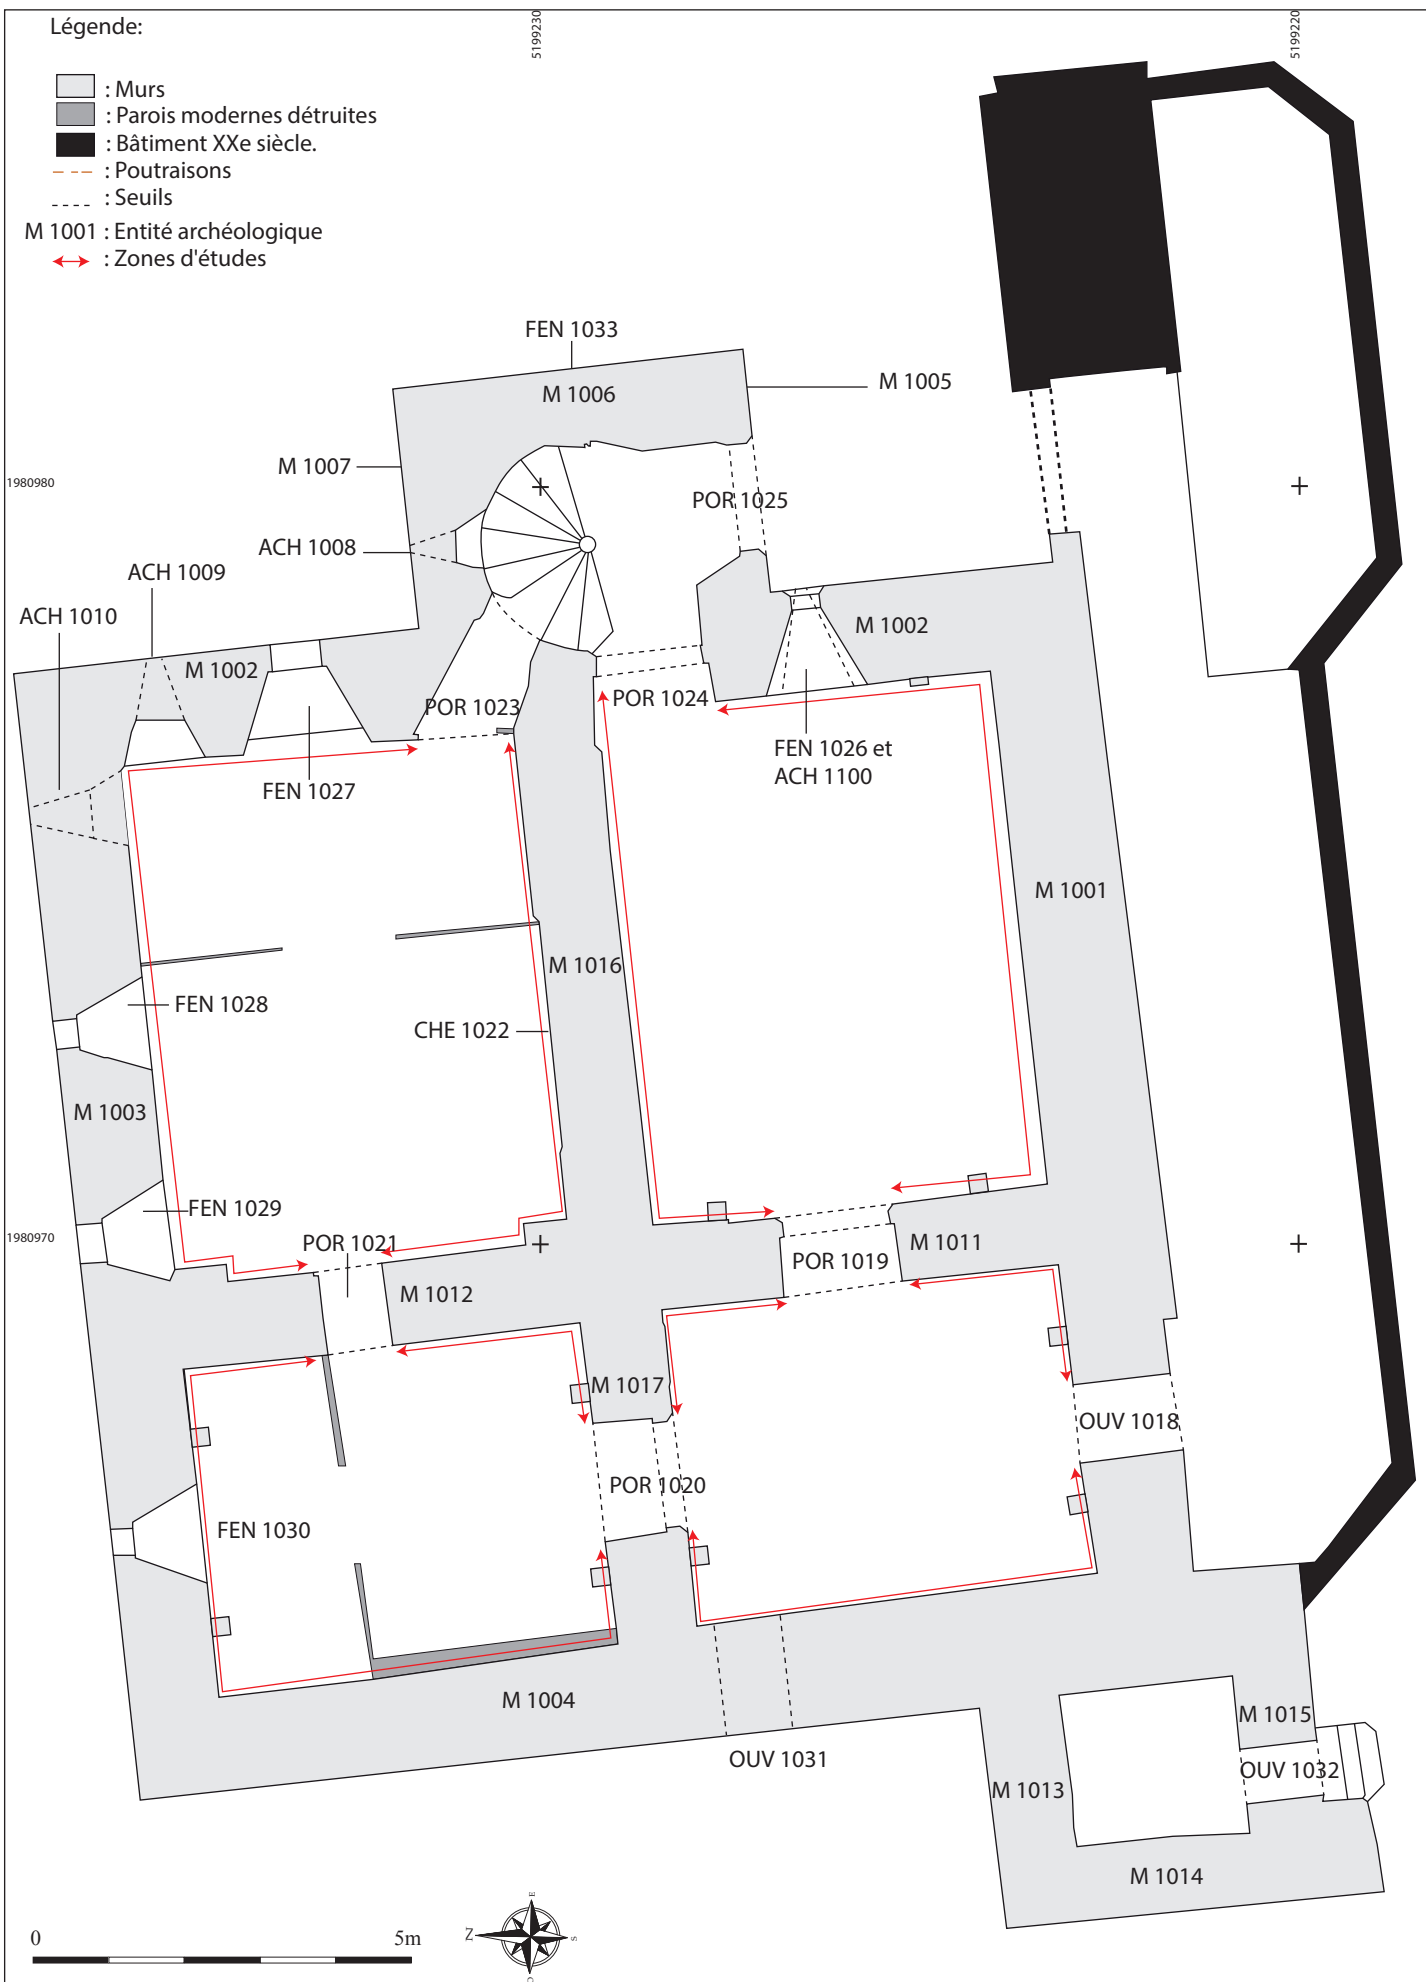 5199230
5199220
Légende:
: Murs
: Parois modernes détruites
: Bâtiment XXe siècle.
: Poutraisons
: Seuils
M 1001 : Entité archéologique
: Zones d'études
FEN 1033
M 1005
M 1006
M 1007
1980980
POR 1025
ACH 1008
ACH 1009
ACH 1010
M 1002
M 1002
POR 1023
POR 1024
FEN 1026 et
ACH 1100
FEN 1027
M 1001
M 1016
FEN 1028
CHE 1022
M 1003
FEN 1029
1980970
POR 1021
M 1011
POR 1019
M 1012
M 1017
OUV 1018
POR 1020
FEN 1030
M 1004
M 1015
OUV 1031
OUV 1032
M 1013
M 1014
0
5m
E
N
S
O